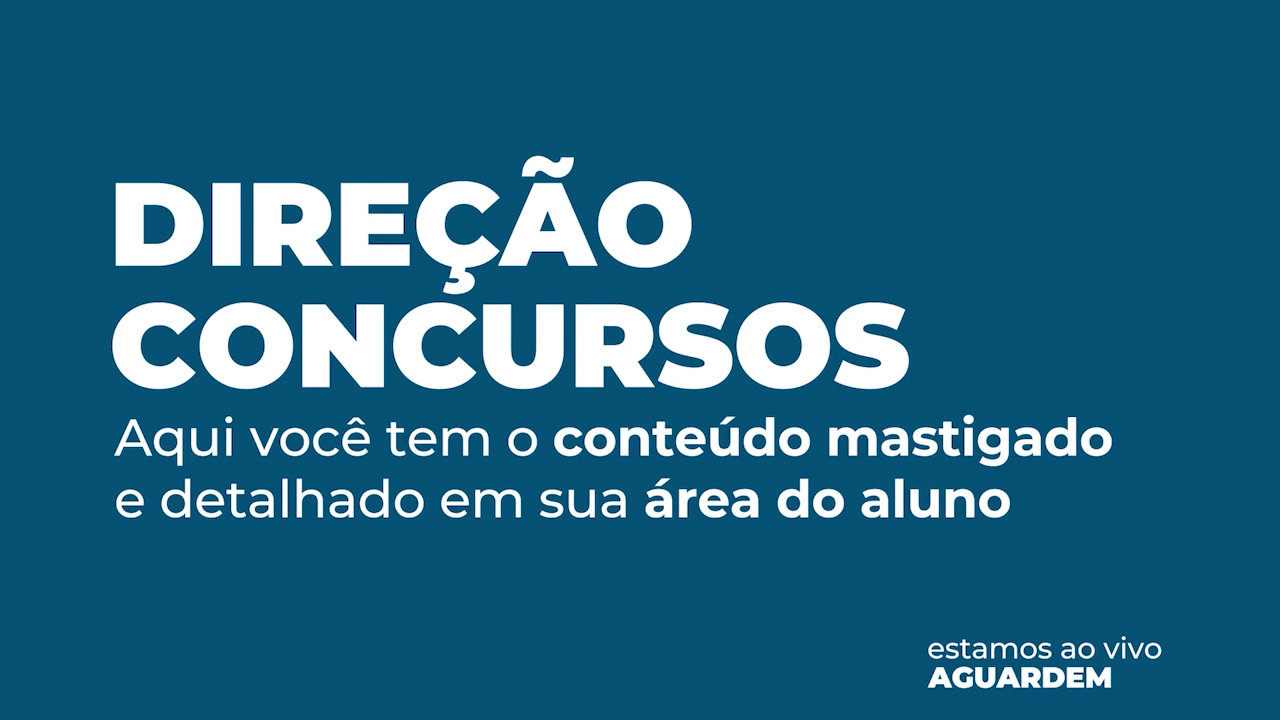 DIREÇÃO
CONCURSOS
Aqui você tem o conteúdo mastigado
e detalhado em sua área do aluno
estamos ao vivo
AGUARDEM